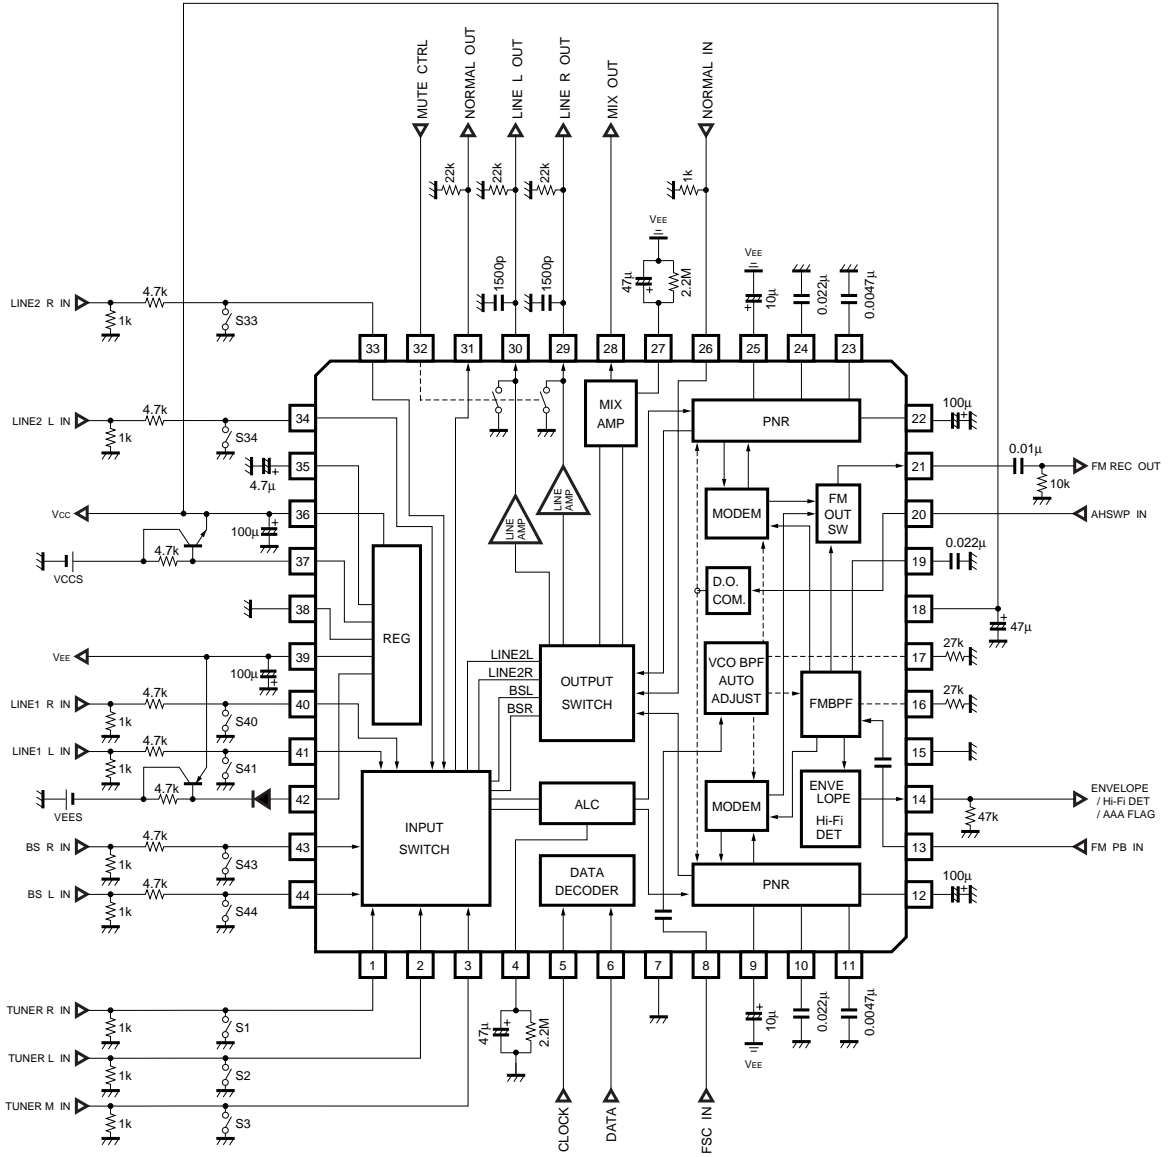 MUTE CTRL
NORMAL OUT
LINE L OUT
LINE R OUT
MIX OUT
NORMAL IN
22k
22k
22k
1k
VEE
VEE
1500p
1500p
47μ
2.2M
10μ
0.022μ
0.0047μ
LINE2 R IN
4.7k
1k
S33
33
32
31
30
29
28
27
26
25
24
23
LINE2 L IN
4.7k
1k
S34
34
MIX
AMP
PNR
22
100μ
4.7μ
35
LINE
AMP
LINE
AMP
MODEM
FM
OUT
SW
21
0.01μ
10k
FM REC OUT
VCC
100μ
36
20
AHSWP IN
4.7k
VCCS
37
D.O.
COM.
19
0.022μ
38
REG
18
47μ
VEE
100μ
39
LINE2L
LINE2R
BSL
BSR
OUTPUT
SWITCH
VCO BPF
AUTO
ADJUST
FMBPF
17
27k
LINE1 R IN
4.7k
1k
S40
40
16
27k
LINE1 L IN
4.7k
1k
S41
41
15
VEES
4.7k
42
INPUT
SWITCH
ALC
MODEM
ENVE
LOPE
Hi-Fi
DET
14
47k
ENVELOPE
/ Hi-Fi DET
/ AAA FLAG
BS R IN
4.7k
1k
S43
43
13
FM PB IN
BS L IN
4.7k
1k
S44
44
DATA
DECODER
PNR
12
100μ
1
2
3
4
5
6
7
8
9
10
11
TUNER R IN
1k
S1
47μ
2.2M
10μ
0.022μ
0.0047μ
VEE
TUNER L IN
1k
S2
TUNER M IN
1k
S3
CLOCK
DATA
FSC IN